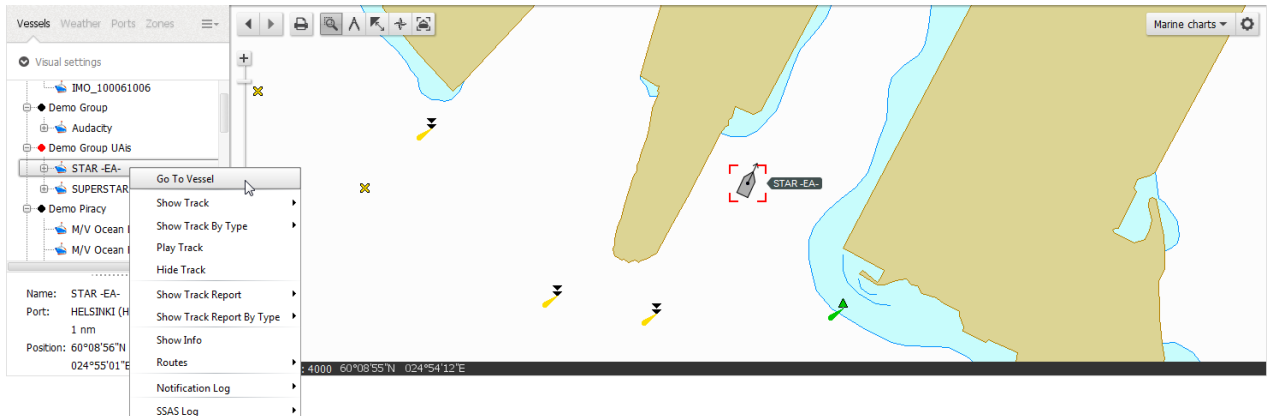 Vessels Weather Ports Zones
Marine charts
Visual settings
IMO_100061006
Demo Group
Audacity
Demo Group UAis
STAR -EA-
SUPERSTAR
Demo Piracy
M/V Ocean
M/V Ocean
Go To Vessel
Show Track
Show Track By Type
Play Track
Hide Track
Show Track Report
Show Track Report By Type
Show Info
Routes
Notification Log
SSAS Log
STAR -EA-
Name: STAR -EA-
Port: HELSINKI (H
1 nm
Position: 60°08'56"N
024°55'01"E
: 4000 60°08'55"N 024°54'12"E